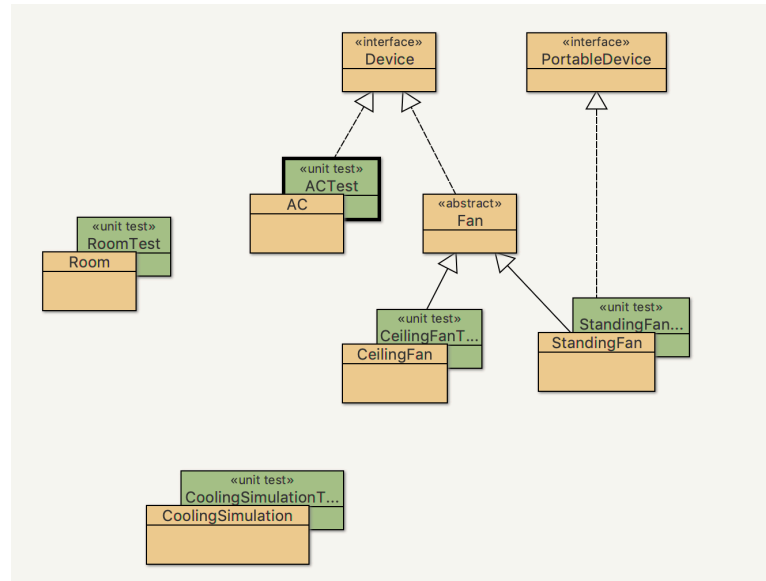 «interface»
Device
«interface»
PortableDevice
«unit test»
ACTest
AC
«abstract»
Fan
«unit test»
RoomTest
Room
«unit test»
CeilingFanT...
CeilingFan
«unit test»
StandingFan...
StandingFan
«unit test»
CoolingSimulationT...
CoolingSimulation